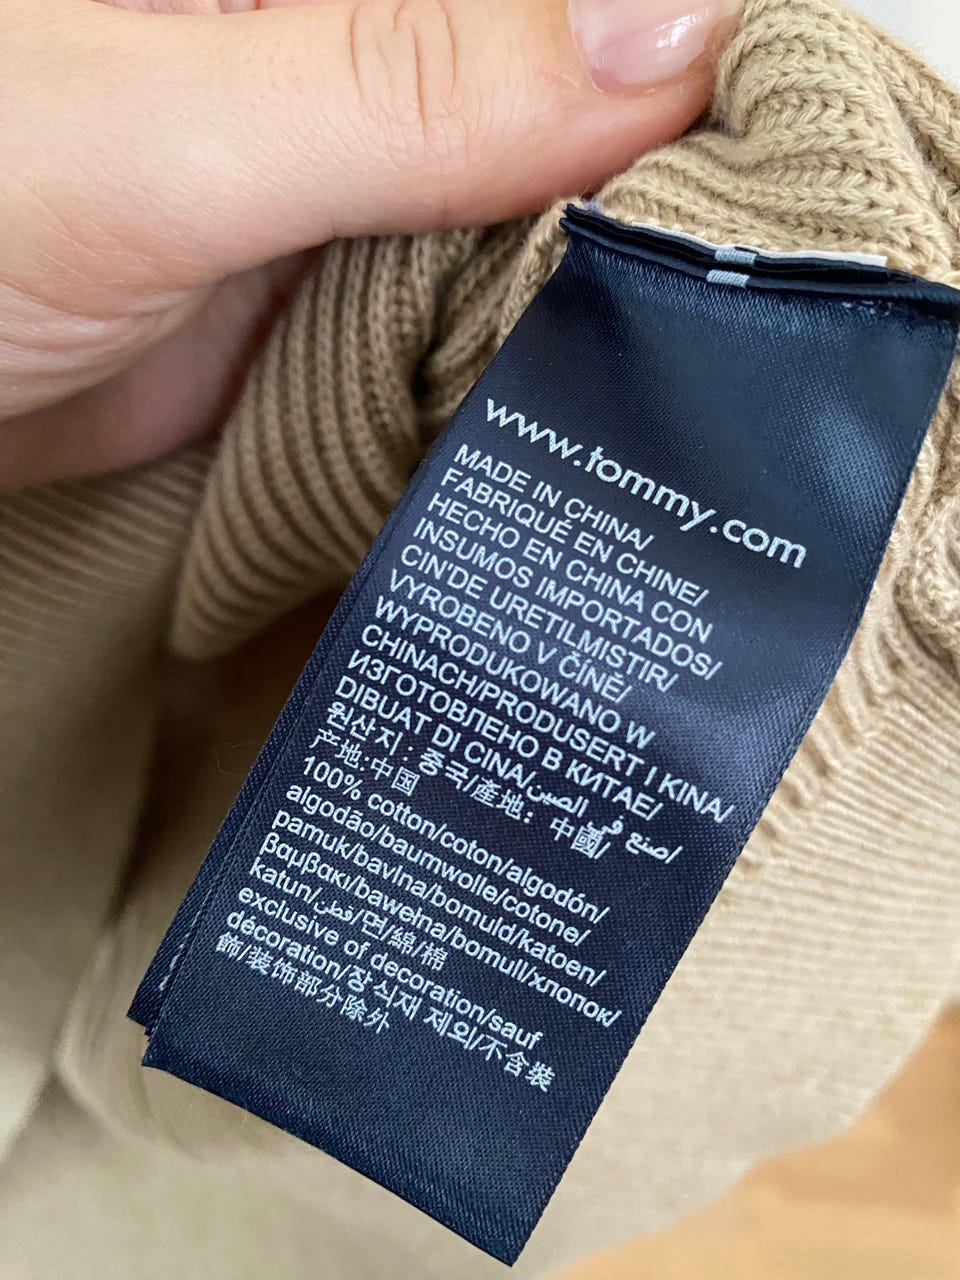 www.tommy.com
MADE IN CHINA/
FABRIQUÉ EN CHINE/
HECHO EN CHINA CON
INSUMOS IMPORTADOS/
CIN'DE URETILMISTIR/
VYROBENO V ČÍNĚ/
WYPRODUKOWANO W
CHINACH/PRODUSERT I KINA/
ИЗГОТОВЛЕНО В КИТАЕ/
DIBUAT DI CINA/صنع في الصين/
원산지: 중국/產地: 中國/
产地:中国
100% cotton/coton/algodón/
algodão/baumwolle/cotone/
pamuk/bavlna/bomuld/katoen/
βαμβακι/bawełna/bomull/хлопок/
katun/قطن/면/綿/棉
exclusive of decoration/sauf
décoration/장식재 제외/不含裝
飾/装饰部分除外